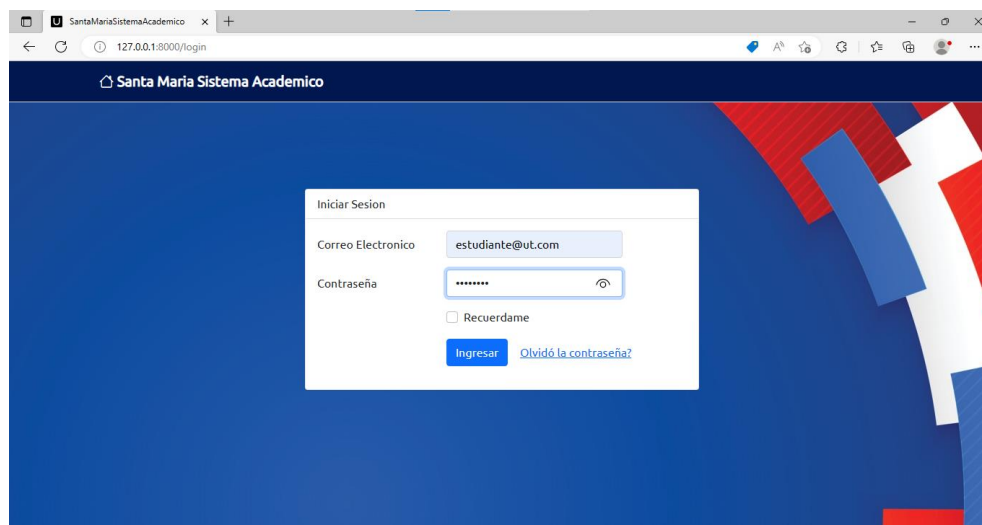 SantaMariaSistemaAcademico
127.0.0.1:8000/login
Santa Maria Sistema Academico
Iniciar Sesion
Correo Electronico estudiante@ut.com
Contraseña ••••••••
Recuerdame
Ingresar Olvidó la contraseña?